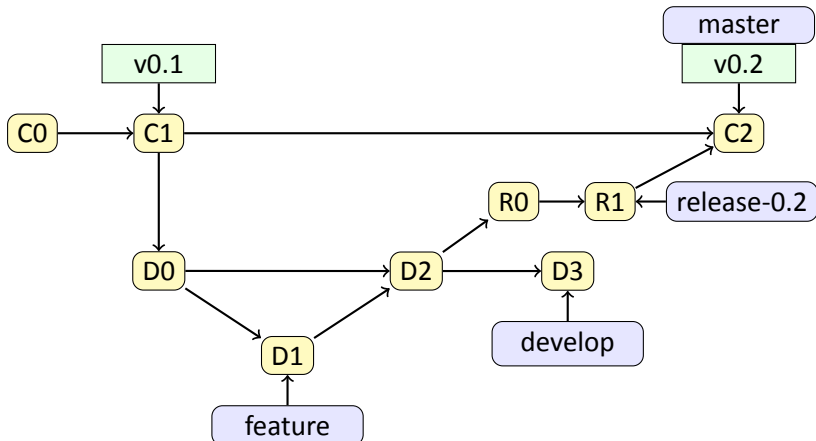 master
v0.1
v0.2
C0
C1
C2
R0
R1
release-0.2
D0
D2
D3
D1
develop
feature